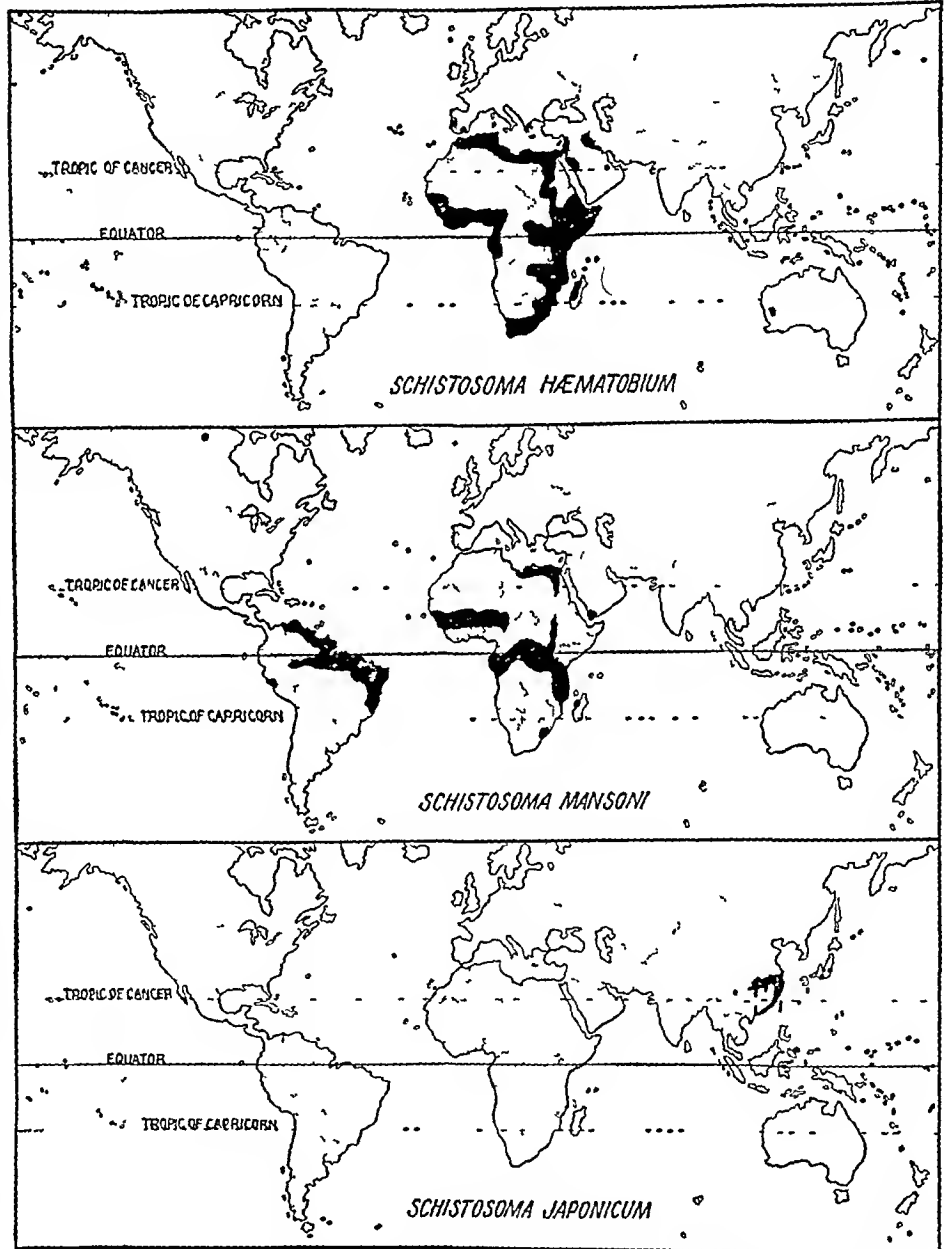 TROPIC OF CANCER
EQUATOR
TROPIC OF CAPRICORN
SCHISTOSOMA HÆMATOBIUM
TROPIC OF CANCER
EQUATOR
TROPIC OF CAPRICORN
SCHISTOSOMA MANSONI
TROPIC OF CANCER
EQUATOR
TROPIC OF CAPRICORN
SCHISTOSOMA JAPONICUM